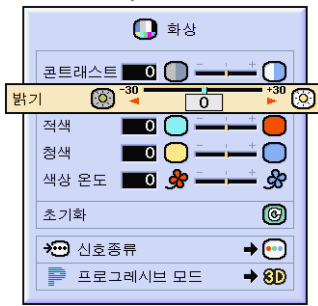 화상
콘트래스트 0 - +
밝기 -30 0 +30
적색 0 - +
청색 0 - +
색상 온도 0 - +
초기화
신호종류
P 프로그레시브 모드 3D